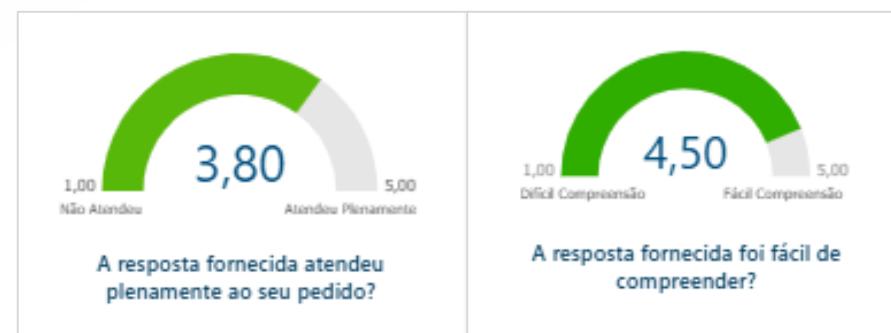 3,80
1,00
5,00
Não Atendeu
Atendeu Plenamente
A resposta fornecida atendeu
plenamente ao seu pedido?
4,50
1,00
5,00
Difícil Compreensão
Fácil Compreensão
A resposta fornecida foi fácil de
compreender?